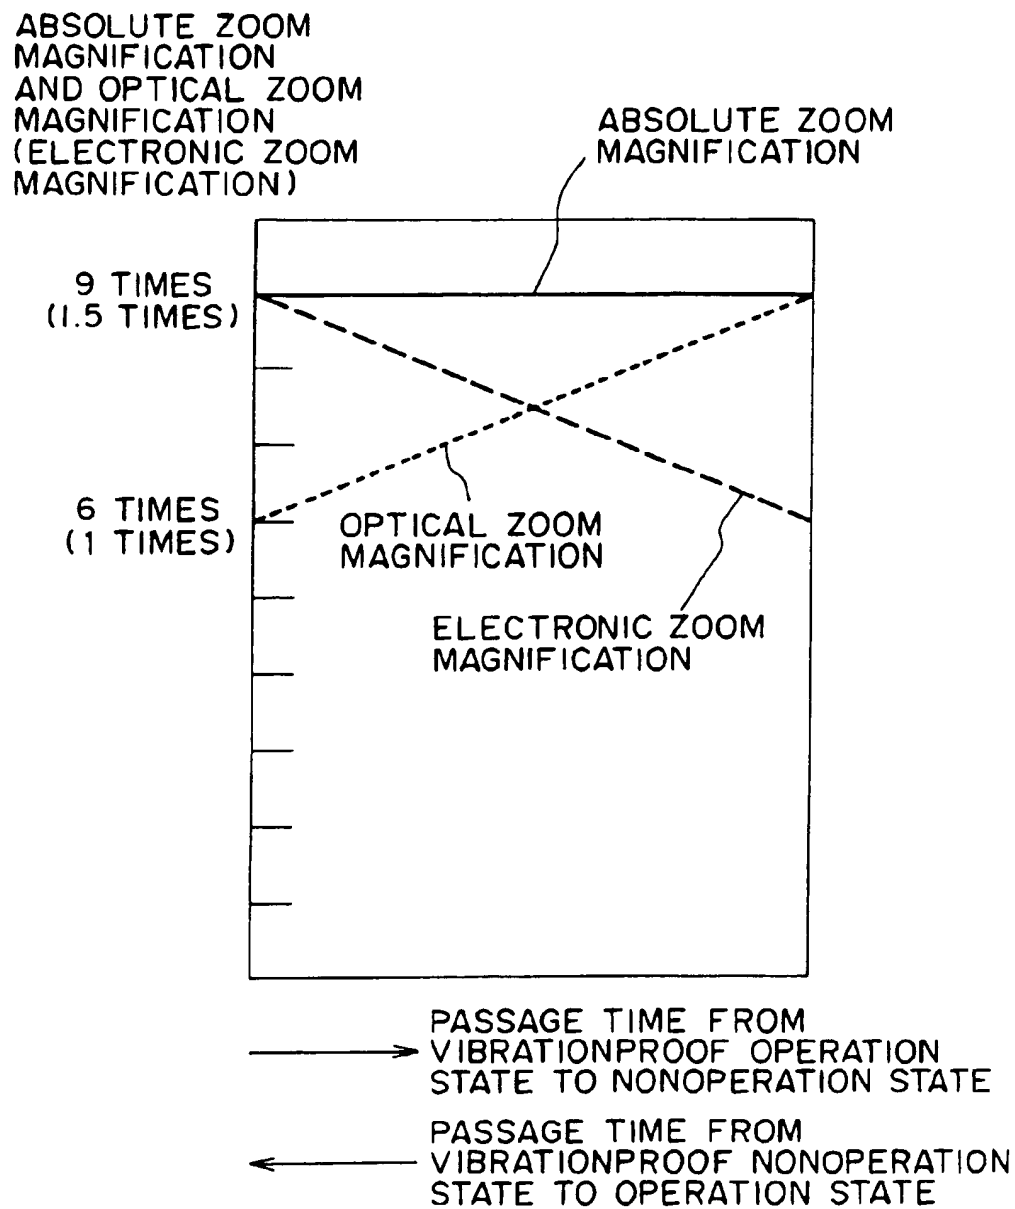 ABSOLUTE ZOOM
MAGNIFICATION
AND OPTICAL ZOOM
MAGNIFICATION
(ELECTRONIC ZOOM
MAGNIFICATION)
ABSOLUTE ZOOM
MAGNIFICATION
9 TIMES
(1.5 TIMES)
6 TIMES
(1 TIMES)
OPTICAL ZOOM
MAGNIFICATION
ELECTRONIC ZOOM
MAGNIFICATION
PASSAGE TIME FROM
VIBRATIONPROOF OPERATION
STATE TO NONOPERATION STATE
PASSAGE TIME FROM
VIBRATIONPROOF NONOPERATION
STATE TO OPERATION STATE